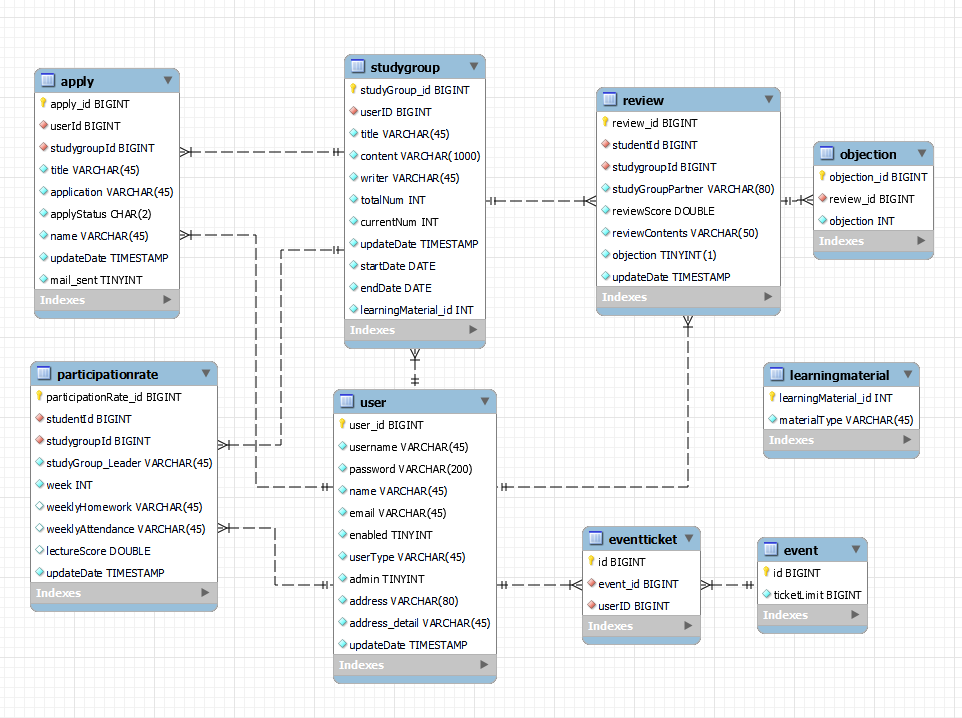 apply
apply_id BIGINT
userId BIGINT
studygroupId BIGINT
title VARCHAR(45)
application VARCHAR(45)
applyStatus CHAR(2)
name VARCHAR(45)
updateDate TIMESTAMP
mail_sent TINYINT
Indexes
studygroup
studyGroup_id BIGINT
userID BIGINT
title VARCHAR(45)
content VARCHAR(1000)
writer VARCHAR(45)
totalNum INT
currentNum INT
updateDate TIMESTAMP
startDate DATE
endDate DATE
learningMaterial_id INT
Indexes
review
review_id BIGINT
studentId BIGINT
studygroupId BIGINT
studyGroupPartner VARCHAR(80)
reviewScore DOUBLE
reviewContents VARCHAR(50)
objection TINYINT(1)
updateDate TIMESTAMP
Indexes
objection
objection_id BIGINT
review_id BIGINT
objection INT
Indexes
participationrate
participationRate_id BIGINT
studentId BIGINT
studygroupId BIGINT
studyGroup_Leader VARCHAR(45)
week INT
weeklyHomework VARCHAR(45)
weeklyAttendance VARCHAR(45)
lectureScore DOUBLE
updateDate TIMESTAMP
Indexes
user
user_id BIGINT
username VARCHAR(45)
password VARCHAR(200)
name VARCHAR(45)
email VARCHAR(45)
enabled TINYINT
userType VARCHAR(45)
admin TINYINT
address VARCHAR(80)
address_detail VARCHAR(45)
updateDate TIMESTAMP
Indexes
learningmaterial
learningMaterial_id INT
materialType VARCHAR(45)
Indexes
eventticket
id BIGINT
event_id BIGINT
userID BIGINT
Indexes
event
id BIGINT
ticketLimit BIGINT
Indexes